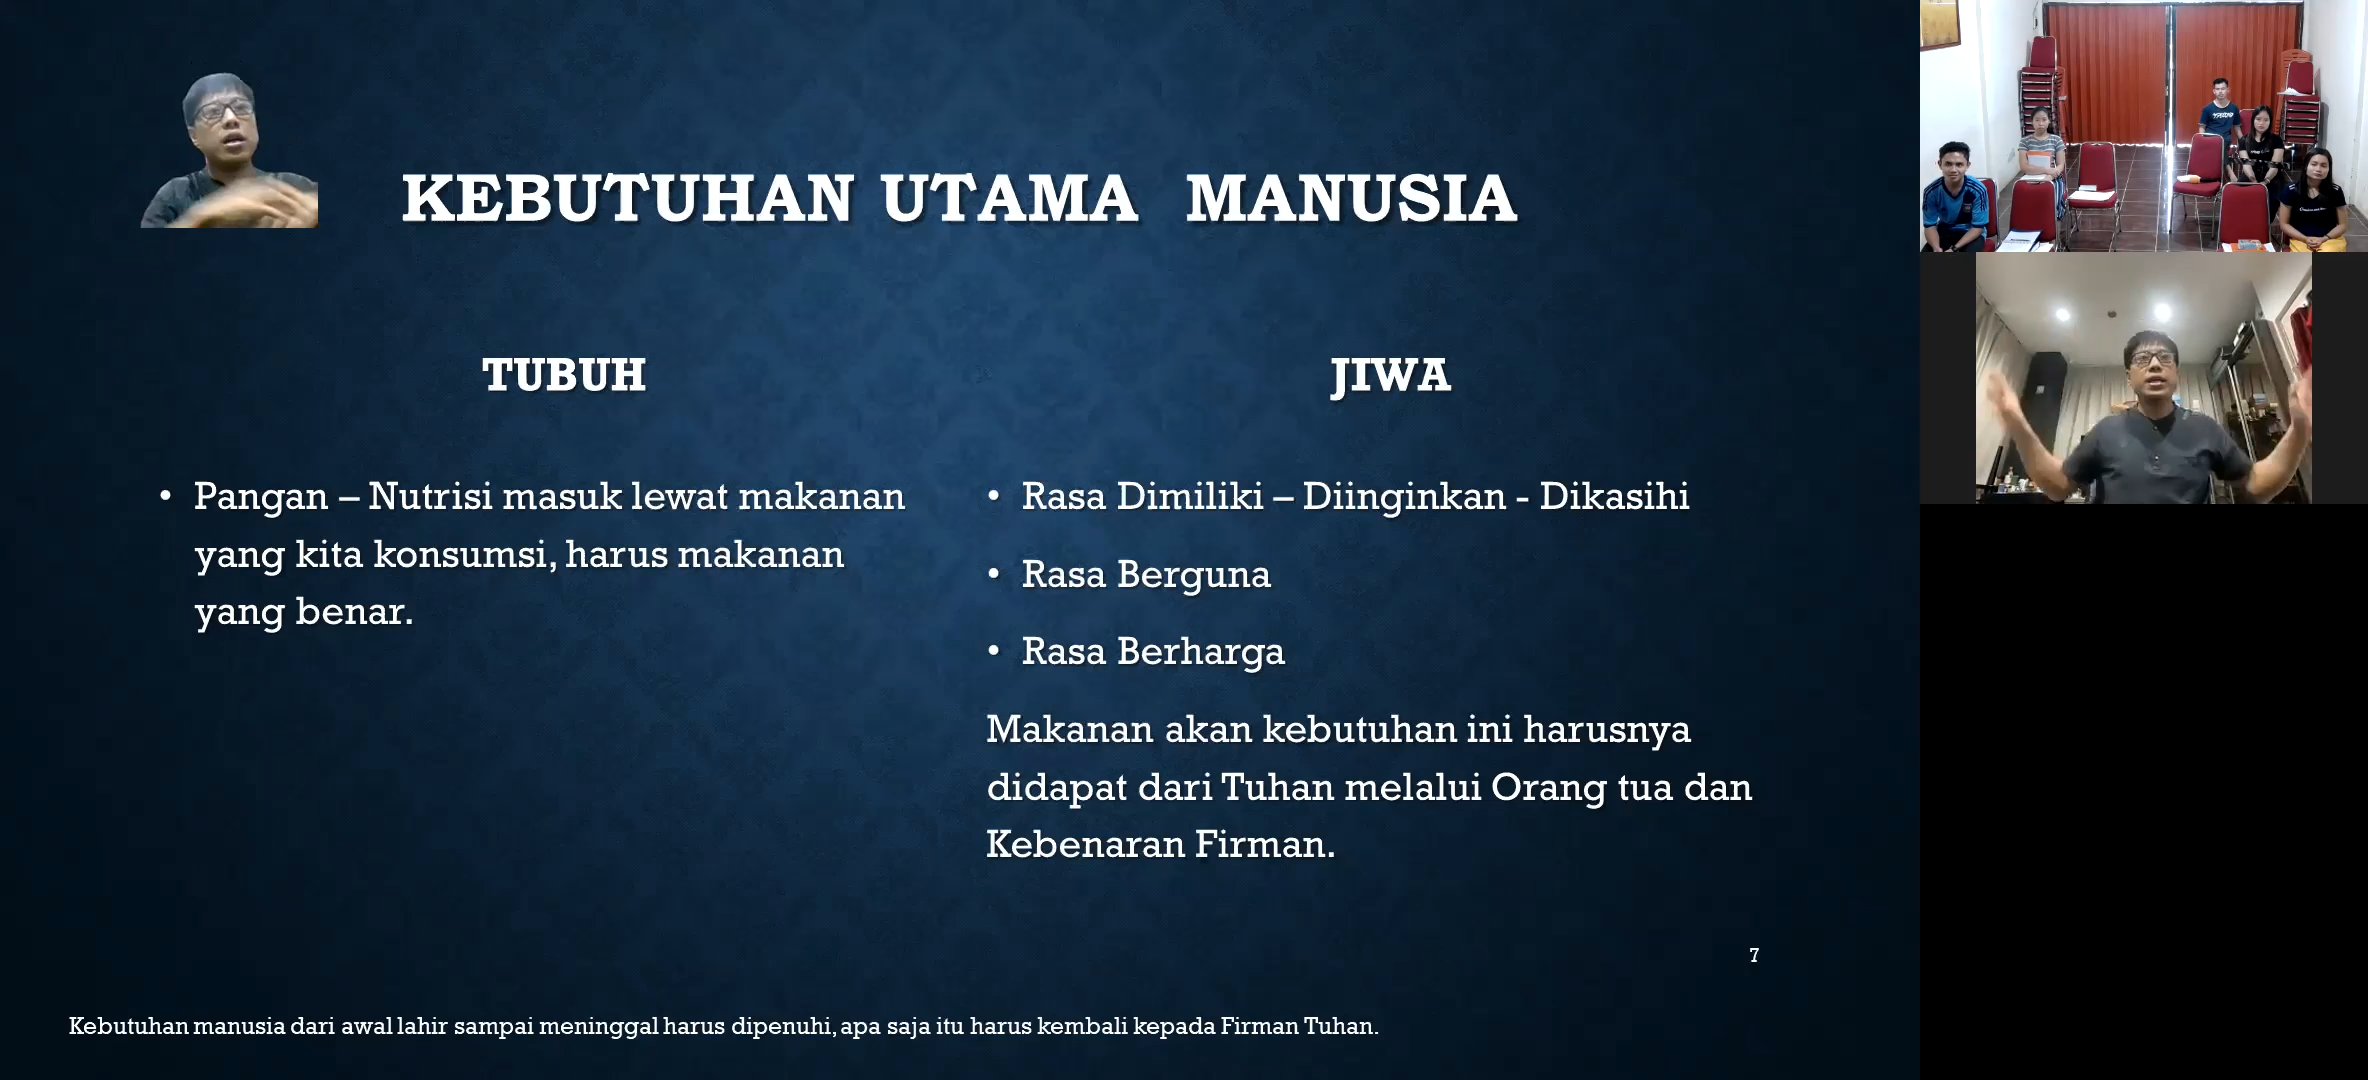 KEBUTUHAN UTAMA MANUSIA
TUBUH
• Pangan – Nutrisi masuk lewat makanan
yang kita konsumsi, harus makanan
yang benar.
JIWA
• Rasa Dimiliki – Diinginkan - Dikasihi
• Rasa Berguna
• Rasa Berharga
Makanan akan kebutuhan ini harusnya
didapat dari Tuhan melalui Orang tua dan
Kebenaran Firman.
7
Kebutuhan manusia dari awal lahir sampai meninggal harus dipenuhi, apa saja itu harus kembali kepada Firman Tuhan.